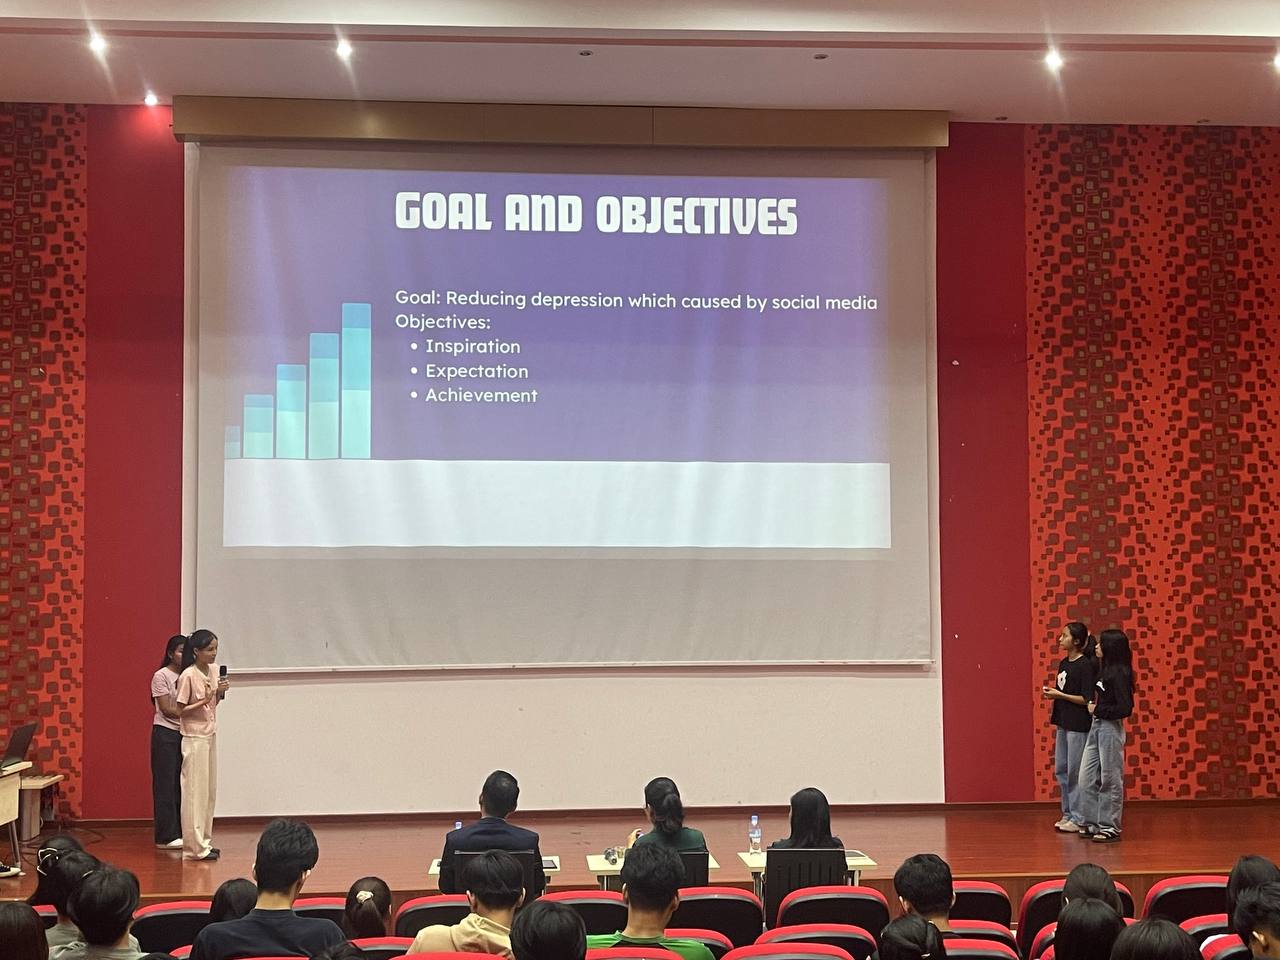 GOAL AND OBJECTIVES
Goal: Reducing depression which caused by social media
Objectives:
• Inspiration
• Expectation
• Achievement